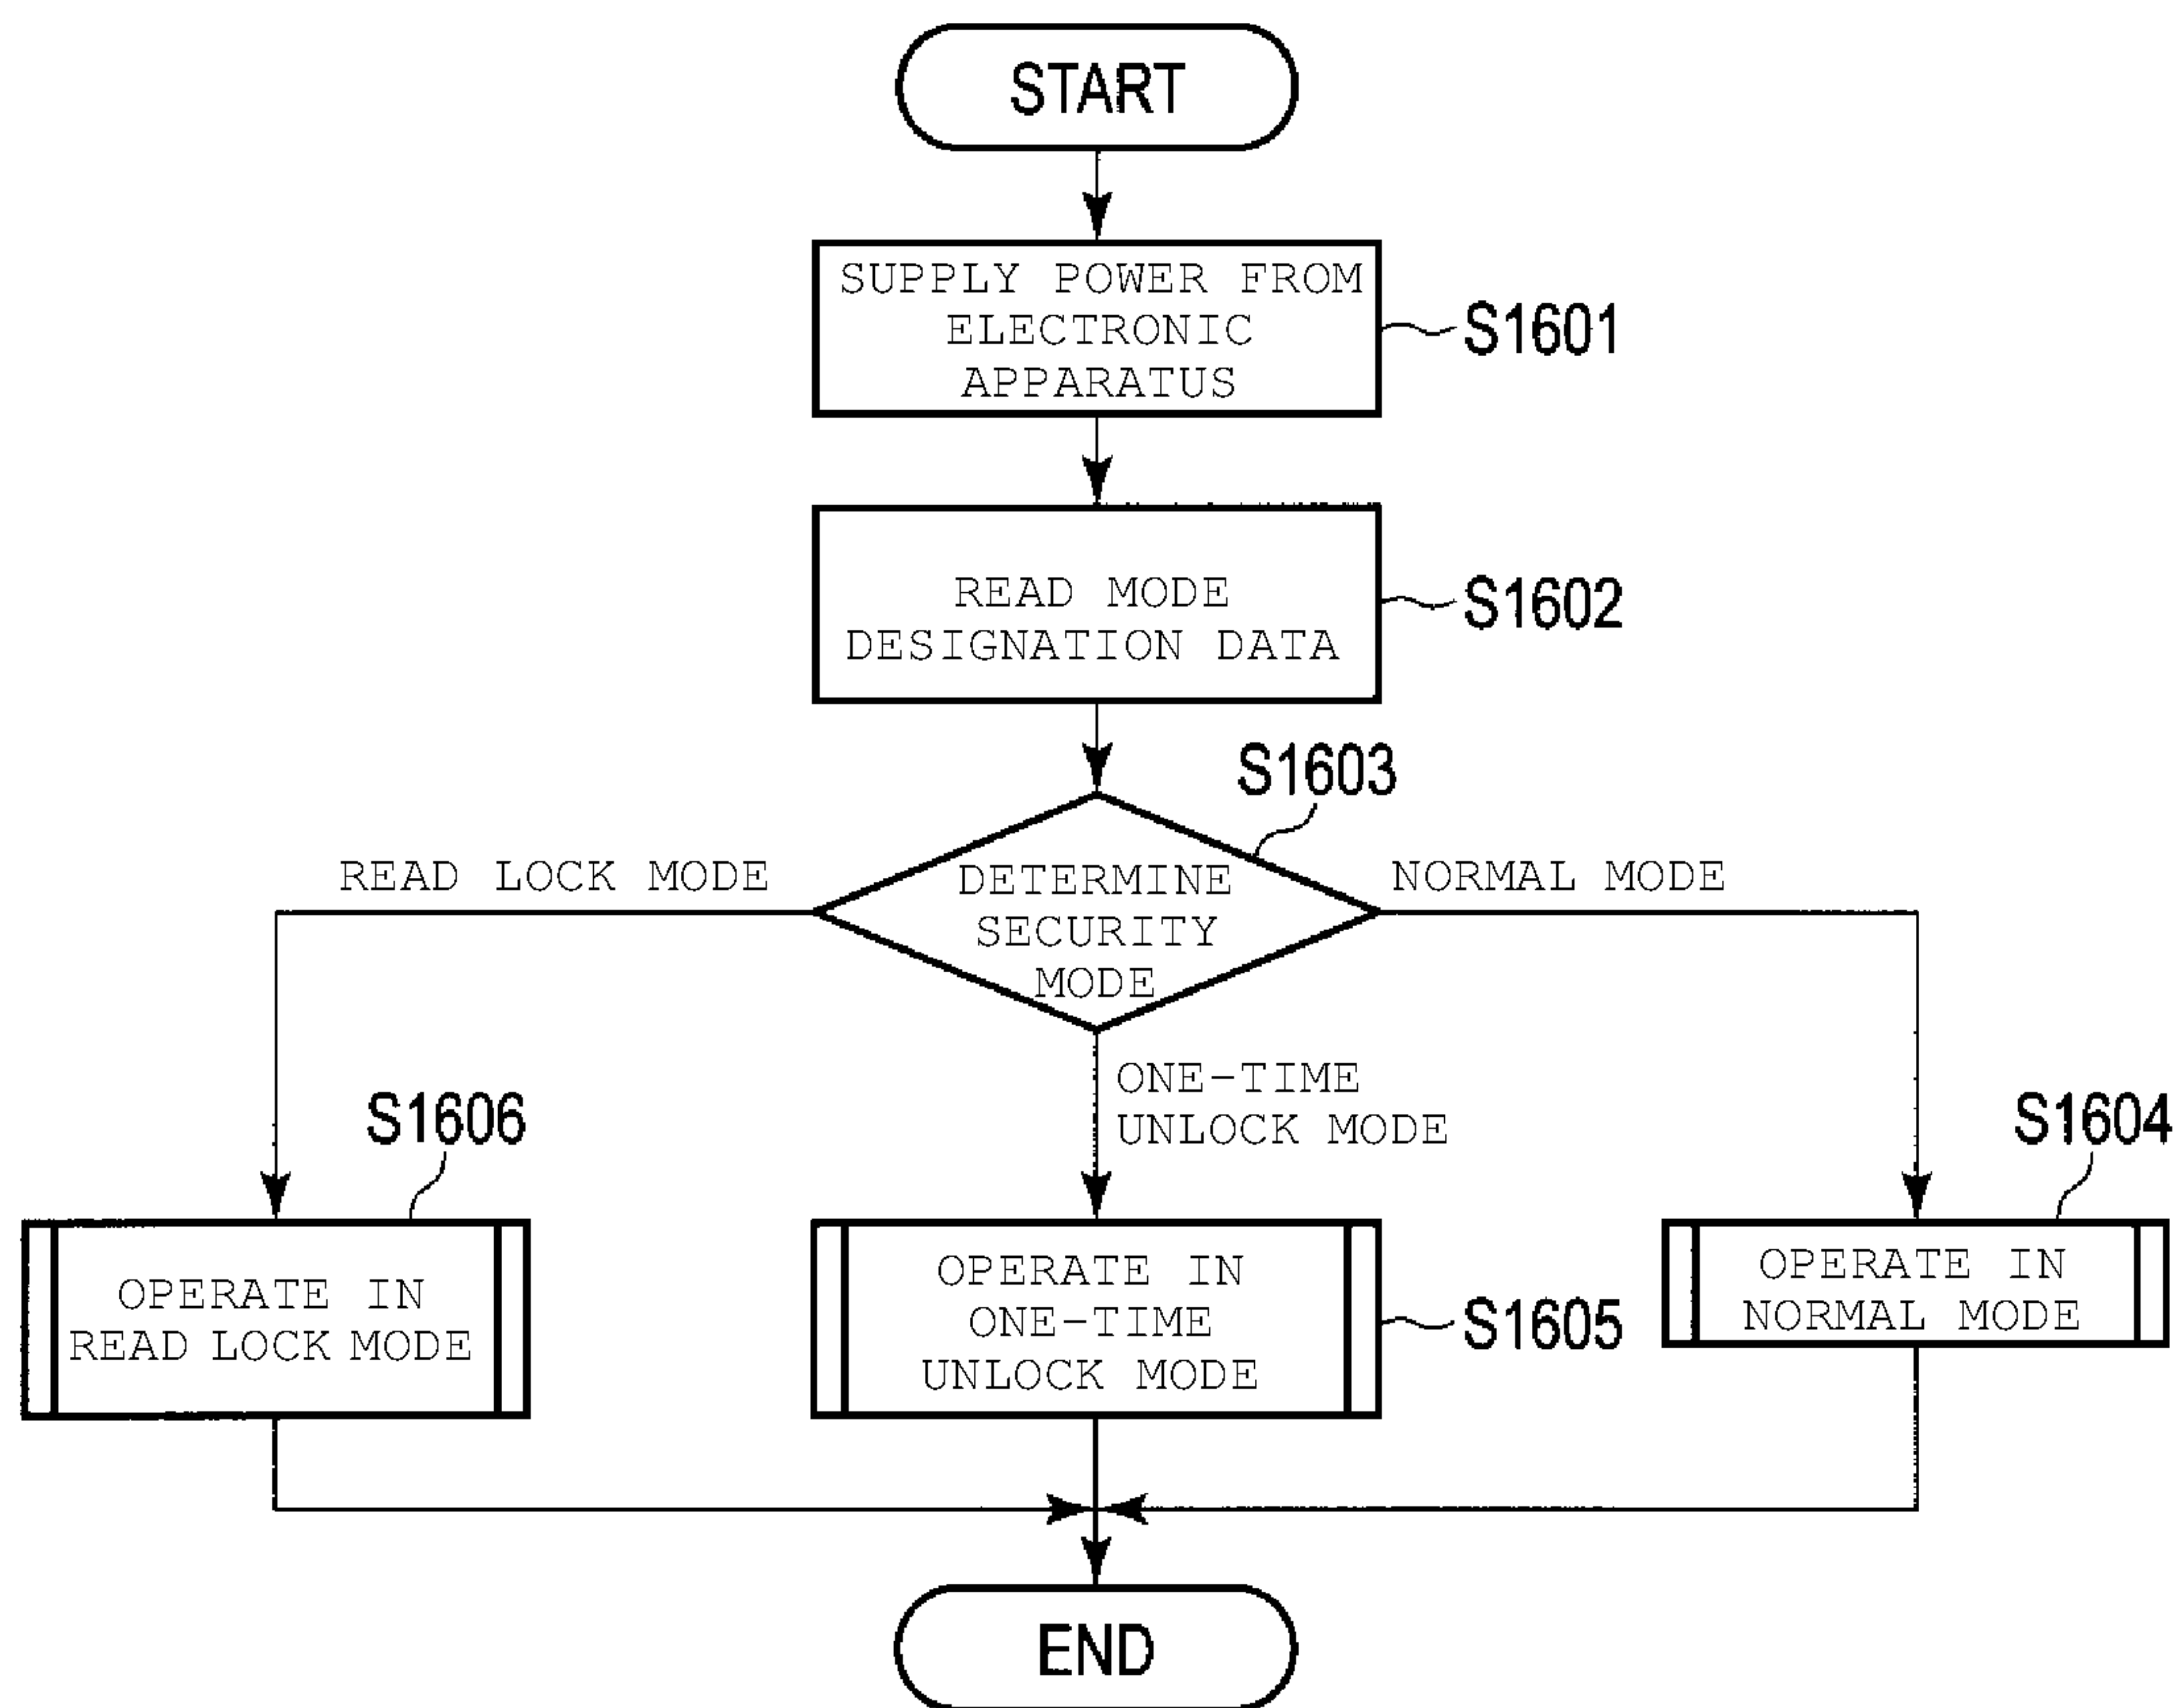 START
SUPPLY POWER FROM
ELECTRONIC
APPARATUS
S1601
READ MODE
DESIGNATION DATA
S1602
S1603
DETERMINE
SECURITY
MODE
READ LOCK MODE
NORMAL MODE
ONE-TIME
UNLOCK MODE
S1606
OPERATE IN
READ LOCK MODE
OPERATE IN
ONE-TIME
UNLOCK MODE
S1605
S1604
OPERATE IN
NORMAL MODE
END